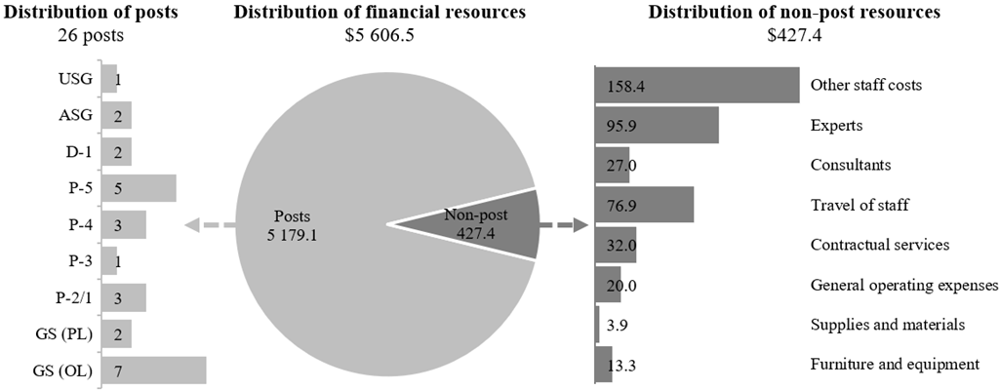 Distribution of posts
26 posts
USG 1
ASG 2
D-1 2
P-5 5
P-4 3
P-3 1
P-2/1 3
GS (PL) 2
GS (OL) 7
Distribution of financial resources
$5 606.5
Posts
5 179.1
Non-post
427.4
Distribution of non-post resources
$427.4
158.4 Other staff costs
95.9 Experts
27.0 Consultants
76.9 Travel of staff
32.0 Contractual services
20.0 General operating expenses
3.9 Supplies and materials
13.3 Furniture and equipment